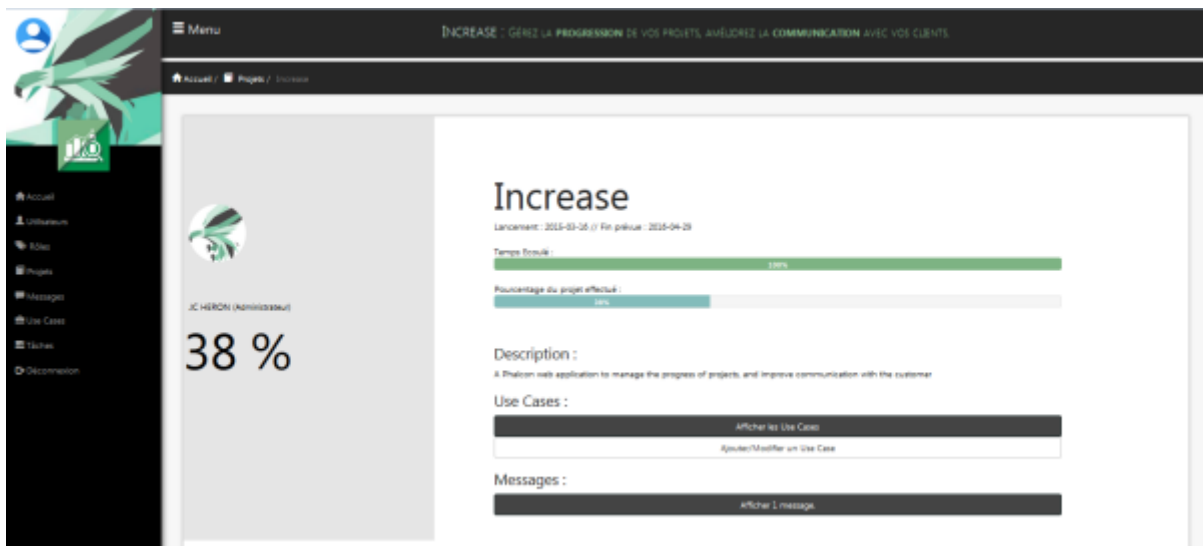 Menu
INCREASE : GÉREZ LA PROGRESSION DE VOS PROJETS, AMÉLIOREZ LA COMMUNICATION AVEC VOS CLIENTS.
Accueil / Projets / Increase
Accueil
Utilisateurs
Rôles
Projets
Messages
Use Cases
Tâches
Déconnexion
JC HERON (Administrateur)
38 %
Increase
Lancement : 2015-03-16 // Fin prévue : 2016-04-29
Temps Ecoulé :
100%
Pourcentage du projet effectué :
38%
Description :
A Phalcon web application to manage the progress of projects, and improve communication with the customer
Use Cases :
Afficher les Use Cases
Ajouter/Modifier un Use Case
Messages :
Afficher 1 message.